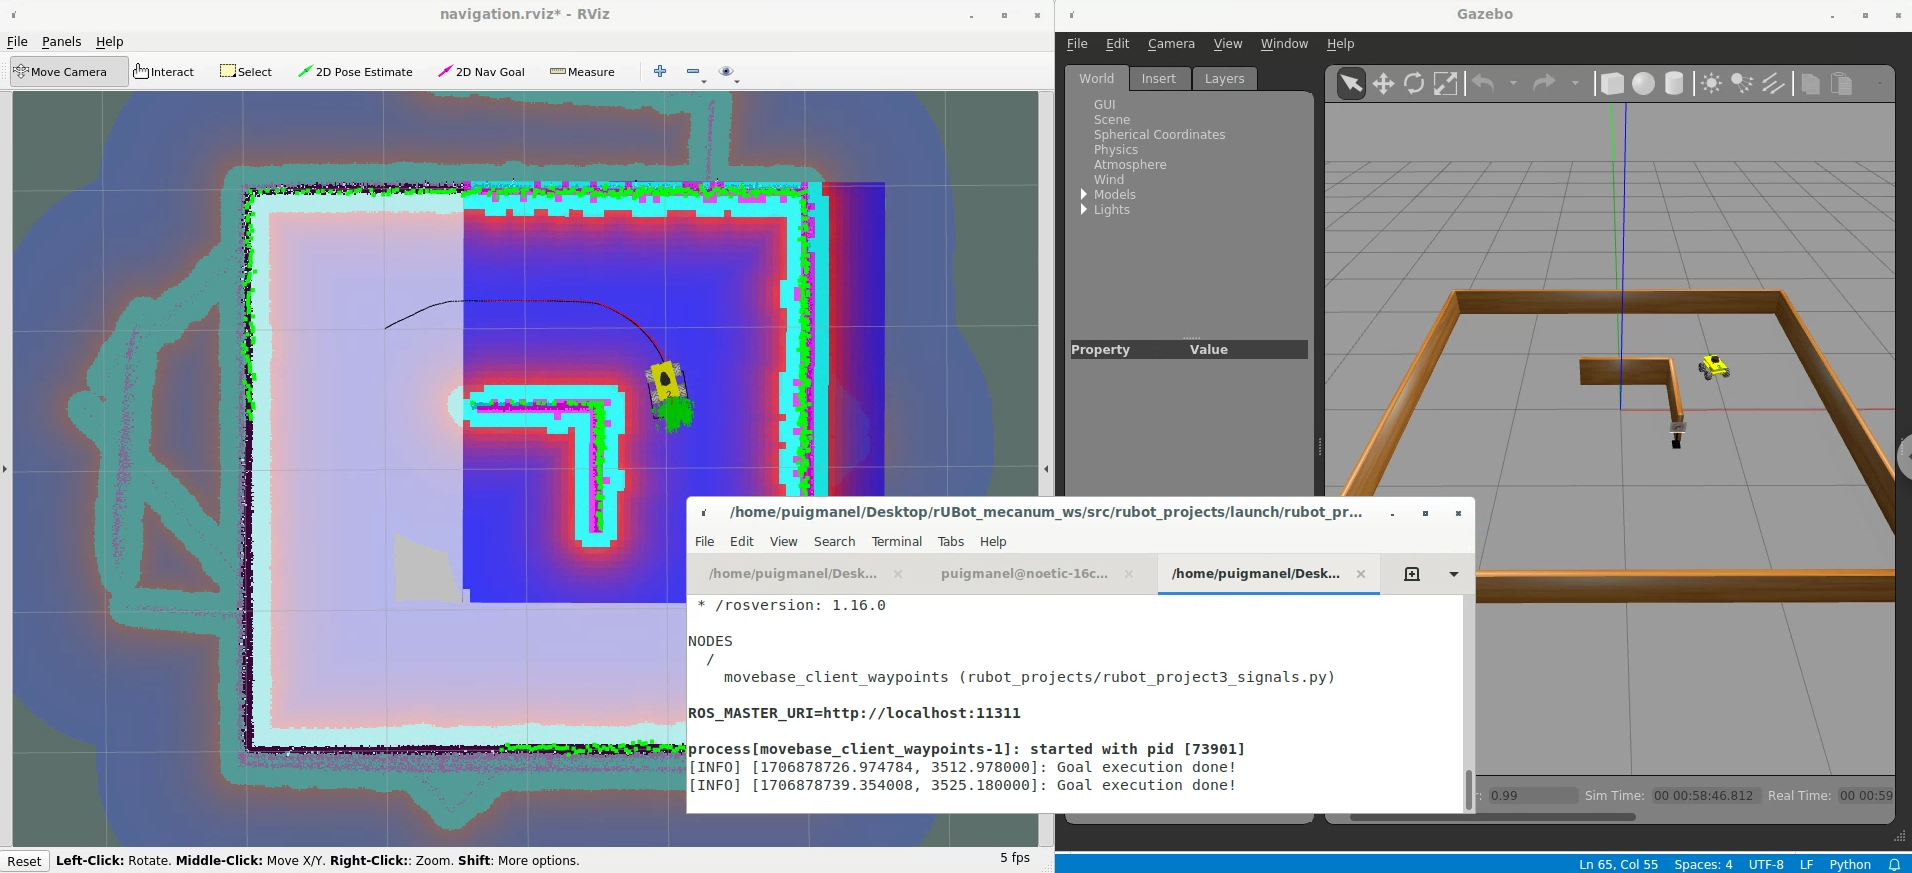 navigation.rviz* - RViz
File Panels Help
Move Camera Interact Select 2D Pose Estimate 2D Nav Goal Measure
Reset Left-Click: Rotate. Middle-Click: Move X/Y. Right-Click:: Zoom. Shift: More options. 5 fps
Gazebo
File Edit Camera View Window Help
World Insert Layers
GUI
Scene
Spherical Coordinates
Physics
Atmosphere
Wind
Models
Lights
Property Value
/home/puigmanel/Desktop/rUBot_mecanum_ws/src/rubot_projects/launch/rubot_pr...
File Edit View Search Terminal Tabs Help
/home/puigmanel/Desk... puigmanel@noetic-16c... /home/puigmanel/Desk...
* /rosversion: 1.16.0
NODES
/
movebase_client_waypoints (rubot_projects/rubot_project3_signals.py)
ROS_MASTER_URI=http://localhost:11311
process[movebase_client_waypoints-1]: started with pid [73901]
[INFO] [1706878726.974784, 3512.978000]: Goal execution done!
[INFO] [1706878739.354008, 3525.180000]: Goal execution done!
r: 0.99 Sim Time: 00 00:58:46.812 Real Time: 00 00:59
Ln 65, Col 55 Spaces: 4 UTF-8 LF Python